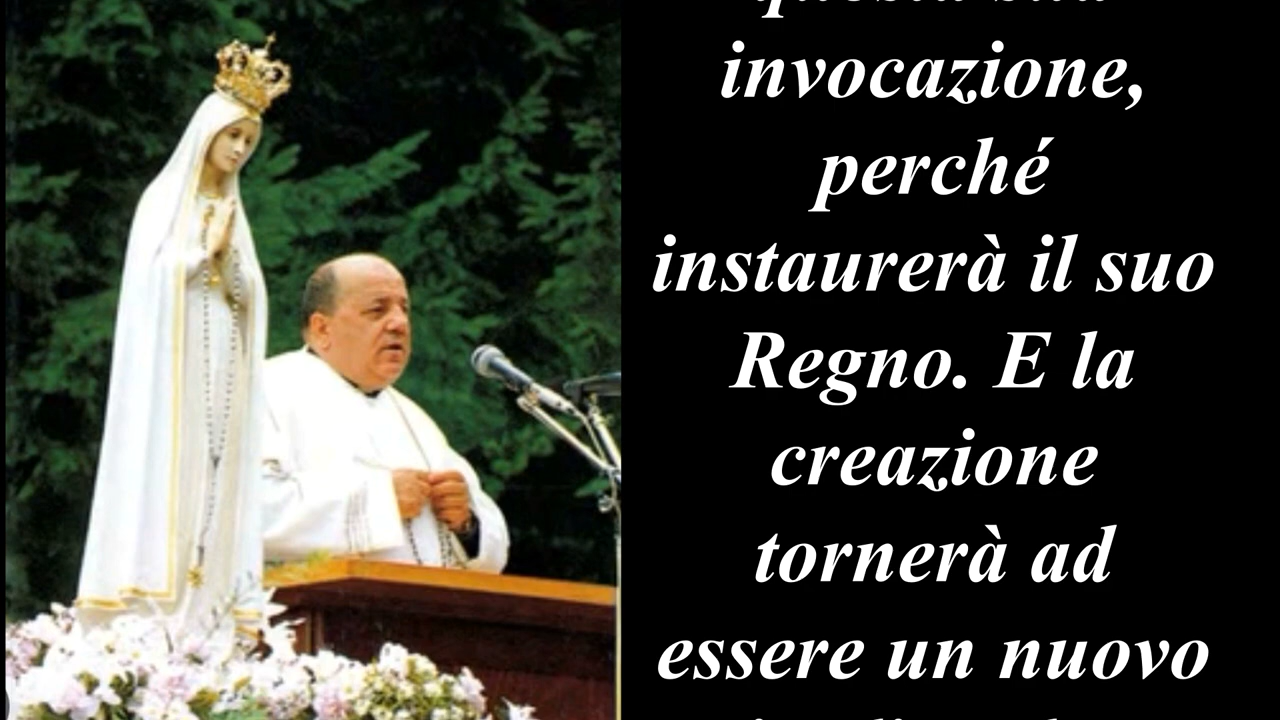 invocazione,
perché
instaurerà il suo
Regno. E la
creazione
tornerà ad
essere un nuovo